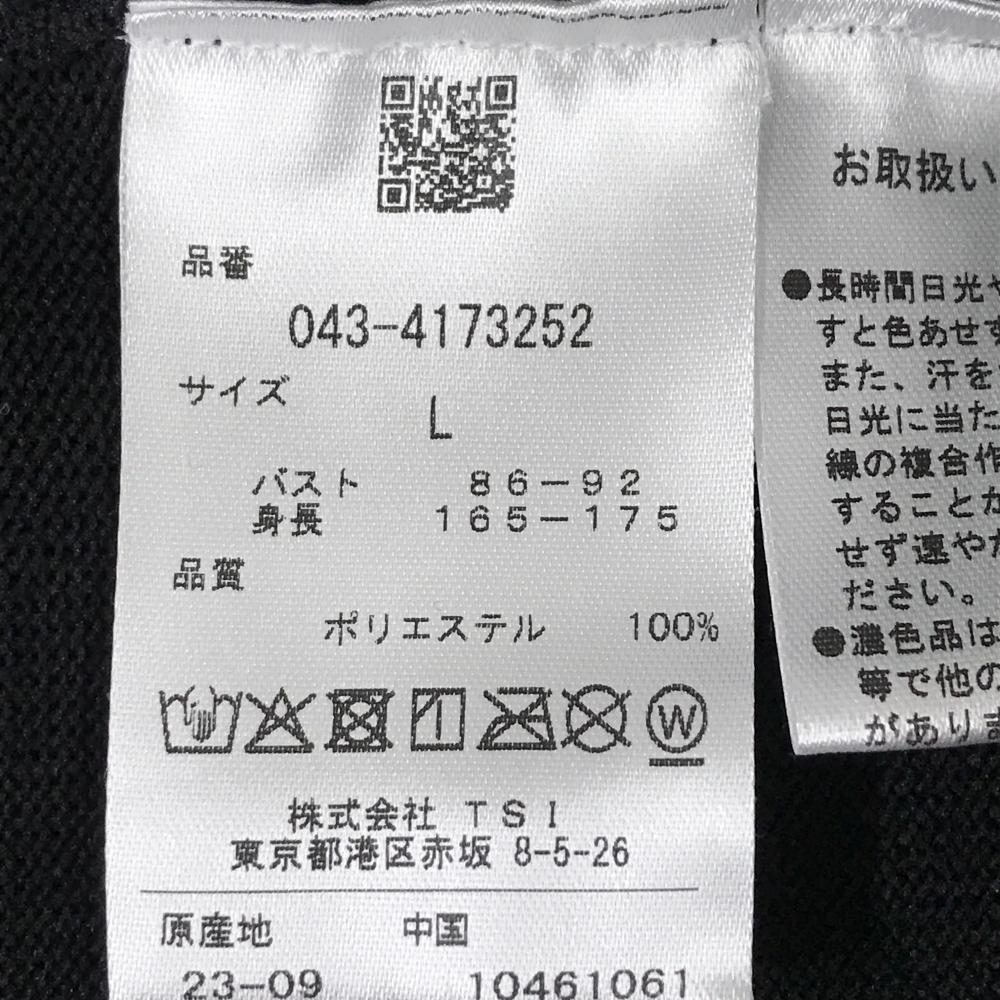 品番
043-4173252
サイズ
L
バスト 86-92
身長 165-175
品質
ポリエステル 100%
W
株式会社 TSI
東京都港区赤坂 8-5-26
原産地 中国
23-09 10461061
お取扱い
●長時間日光や
すと色あせす
また、汗を
日光に当た
線の複合作
することが
せず速やか
ださい。
●濃色品は
等で他の
がありま